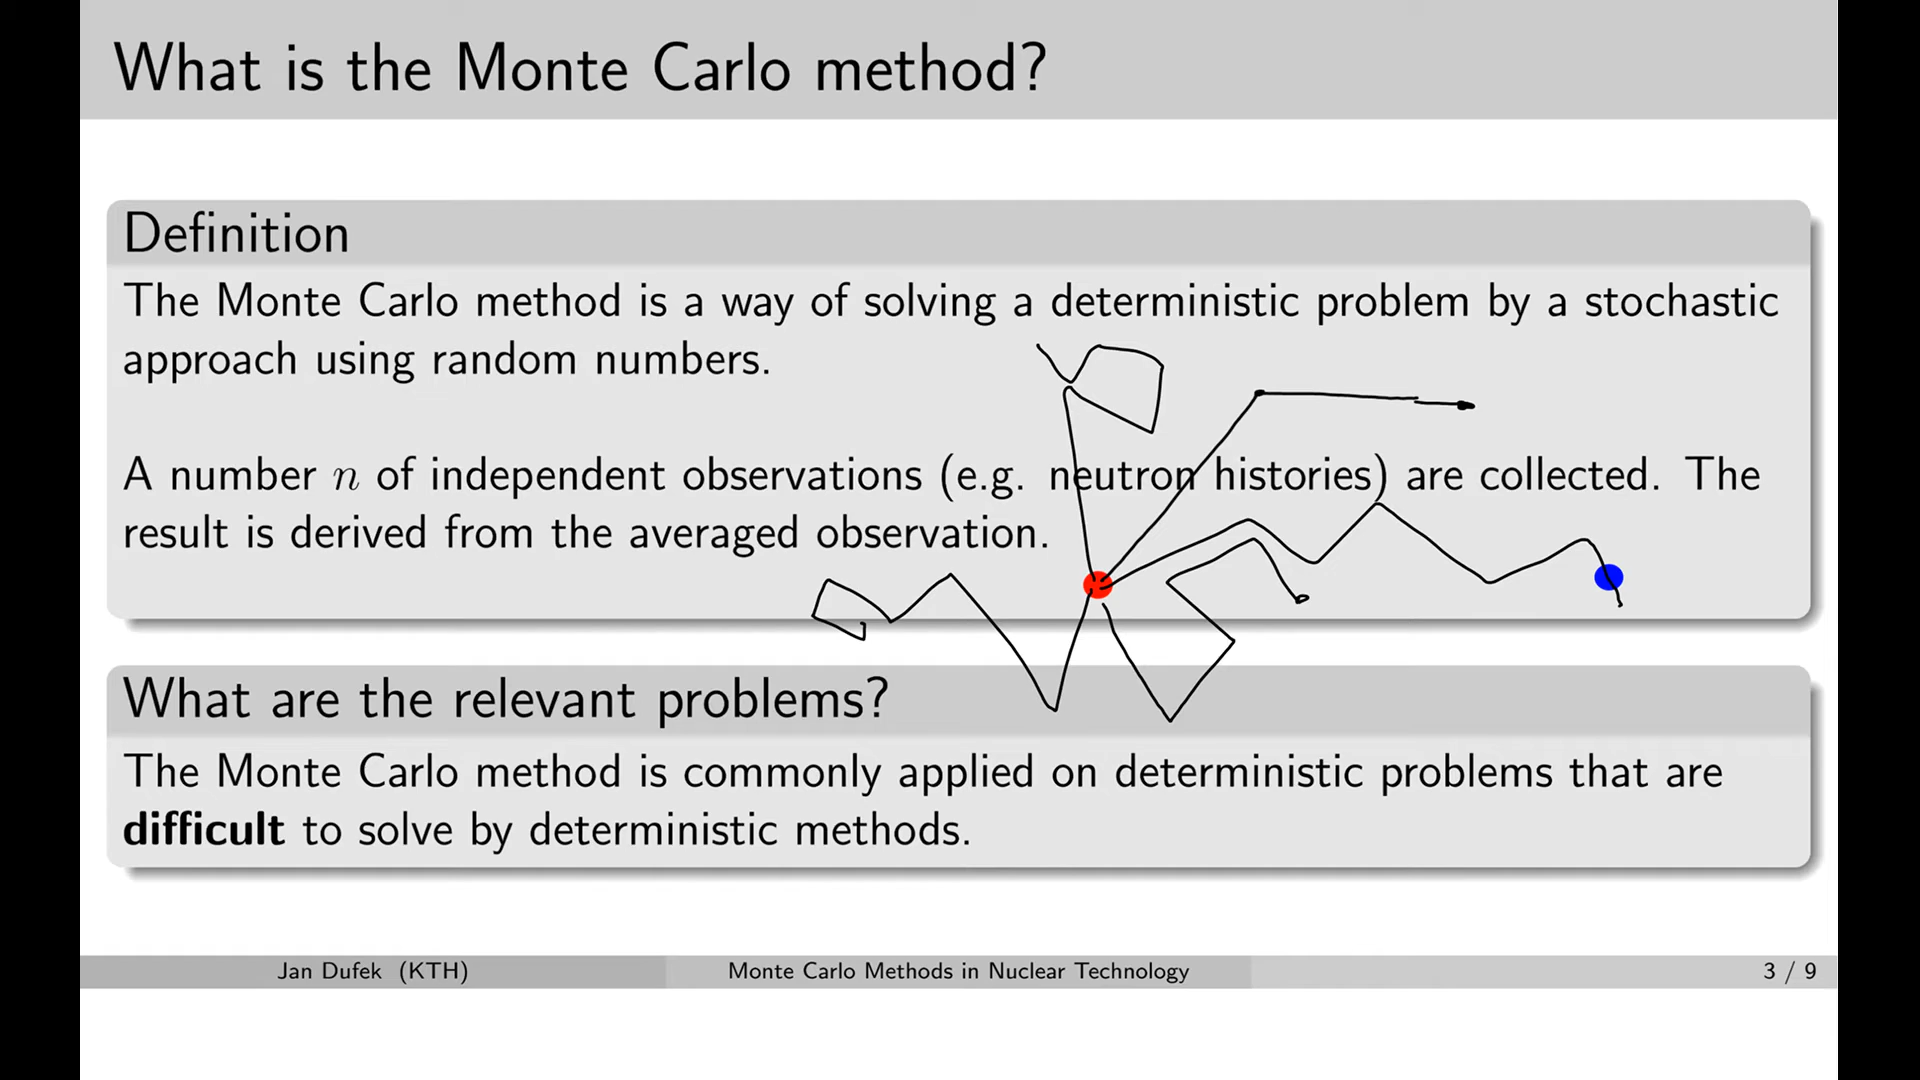 What is the Monte Carlo method?
Definition
The Monte Carlo method is a way of solving a deterministic problem by a stochastic
approach using random numbers.
A number n of independent observations (e.g. neutron histories) are collected. The
result is derived from the averaged observation.
What are the relevant problems?
The Monte Carlo method is commonly applied on deterministic problems that are
difficult to solve by deterministic methods.
Jan Dufek (KTH) Monte Carlo Methods in Nuclear Technology 3 / 9